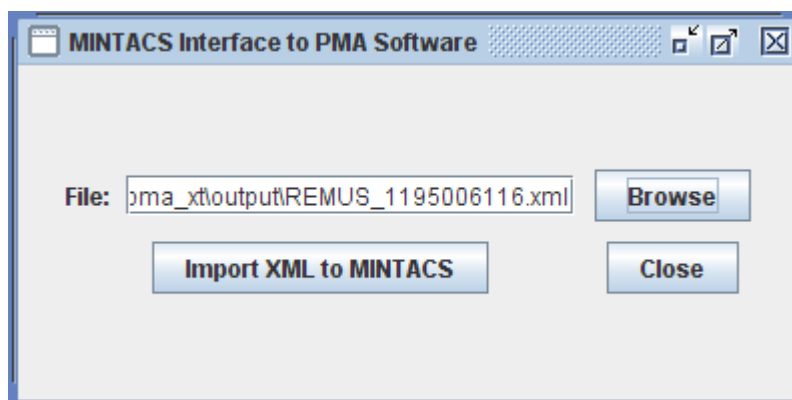 MINTACS Interface to PMA Software
File: pma_xt\output\REMUS_1195006116.xml Browse
Import XML to MINTACS Close